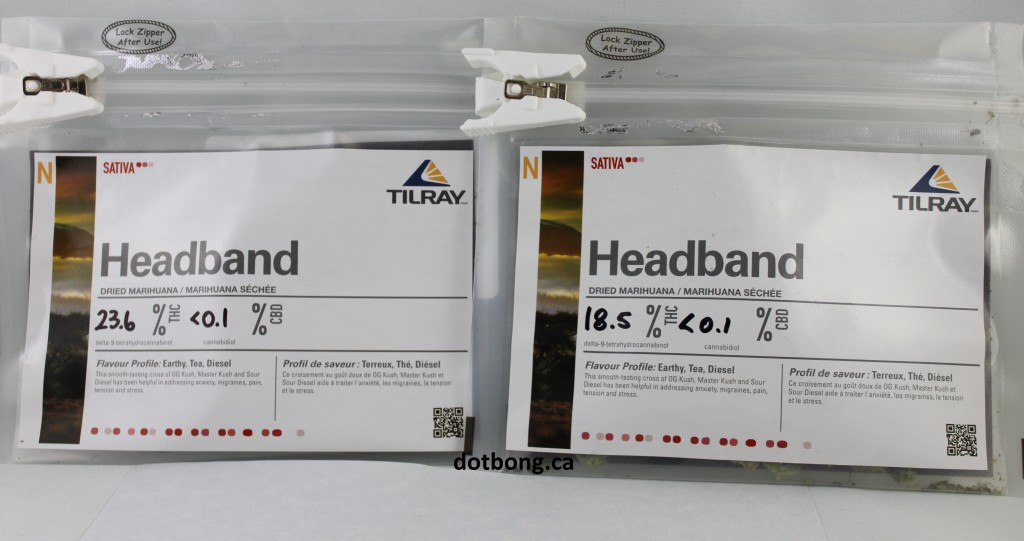 Lock Zipper
After Use!
N
SATIVA
TILRAY
Headband
DRIED MARIHUANA / MARIHUANA SÉCHÉE
23.6 % THC <0.1 % CBD
delta-9-tetrahydrocannabinol cannabidiol
Flavour Profile: Earthy, Tea, Diesel
This smooth-tasting cross of OG Kush, Master Kush and Sour
Diesel has been helpful in addressing anxiety, migraines, pain,
tension and stress.
Profil de saveur : Terreux, Thé, Diésel
Ce croisement au goût doux de OG Kush, Master Kush et
Sour Diesel aide à traiter l'anxiété, les migraines, la tension
et le stress.
Lock Zipper
After Use!
N
SATIVA
TILRAY
Headband
DRIED MARIHUANA / MARIHUANA SÉCHÉE
18.5 % THC <0.1 % CBD
delta-9-tetrahydrocannabinol cannabidiol
Flavour Profile: Earthy, Tea, Diesel
This smooth-tasting cross of OG Kush, Master Kush and Sour
Diesel has been helpful in addressing anxiety, migraines, pain,
tension and stress.
Profil de saveur : Terreux, Thé, Diésel
Ce croisement au goût doux de OG Kush, Master Kush et
Sour Diesel aide à traiter l'anxiété, les migraines, la tension
et le stress.
dotbong.ca